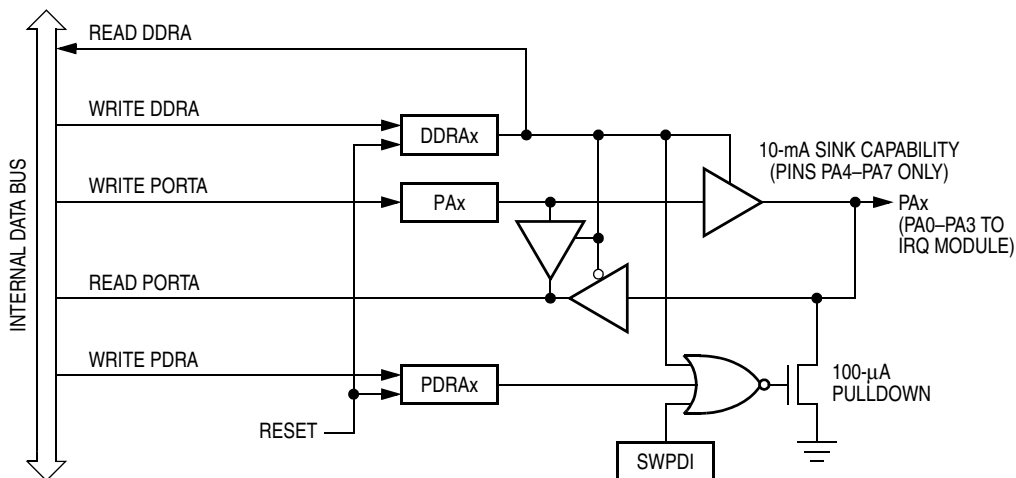 READ DDRA
WRITE DDRA
DDRAx
10-mA SINK CAPABILITY
(PINS PA4–PA7 ONLY)
WRITE PORTA
PAx
PAx
(PA0–PA3 TO
IRQ MODULE)
INTERNAL DATA BUS
READ PORTA
WRITE PDRA
PDRAx
100-µA
PULLDOWN
RESET
SWPDI